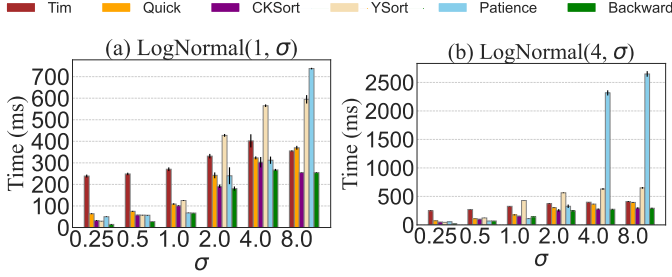 Tim Quick CKSort YSort Patience Backward
(a) LogNormal(1, σ)
Time (ms)
700
600
500
400
300
200
100
0
0.25 0.5 1.0 2.0 4.0 8.0
σ
(b) LogNormal(4, σ)
Time (ms)
2500
2000
1500
1000
500
0
0.25 0.5 1.0 2.0 4.0 8.0
σ